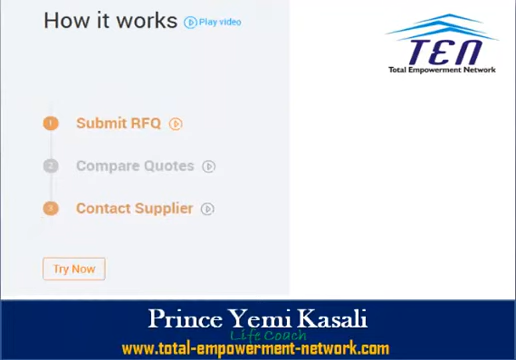 How it works Play video
TEN
Total Empowerment Network
1 Submit RFQ
2 Compare Quotes
3 Contact Supplier
Try Now
Prince Yemi Kasali
Life Coach
www.total-empowerment-network.com